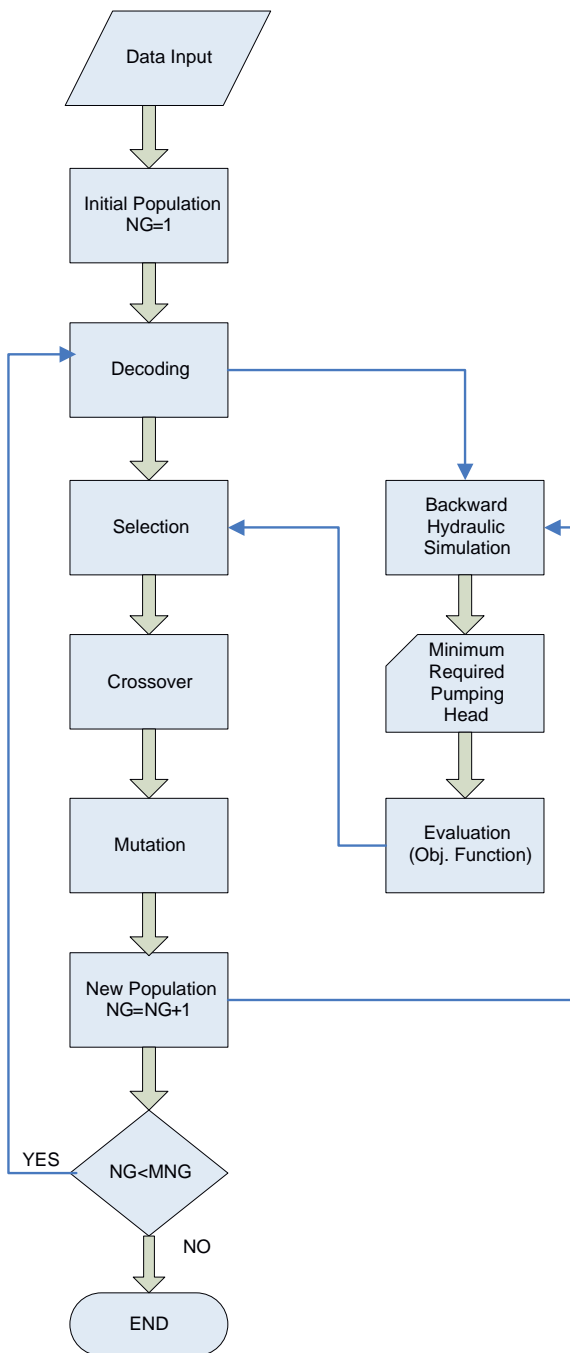 Data Input
Initial Population
NG=1
Decoding
Selection
Crossover
Mutation
New Population
NG=NG+1
YES
NG<MNG
NO
END
Backward
Hydraulic
Simulation
Minimum
Required
Pumping
Head
Evaluation
(Obj. Function)